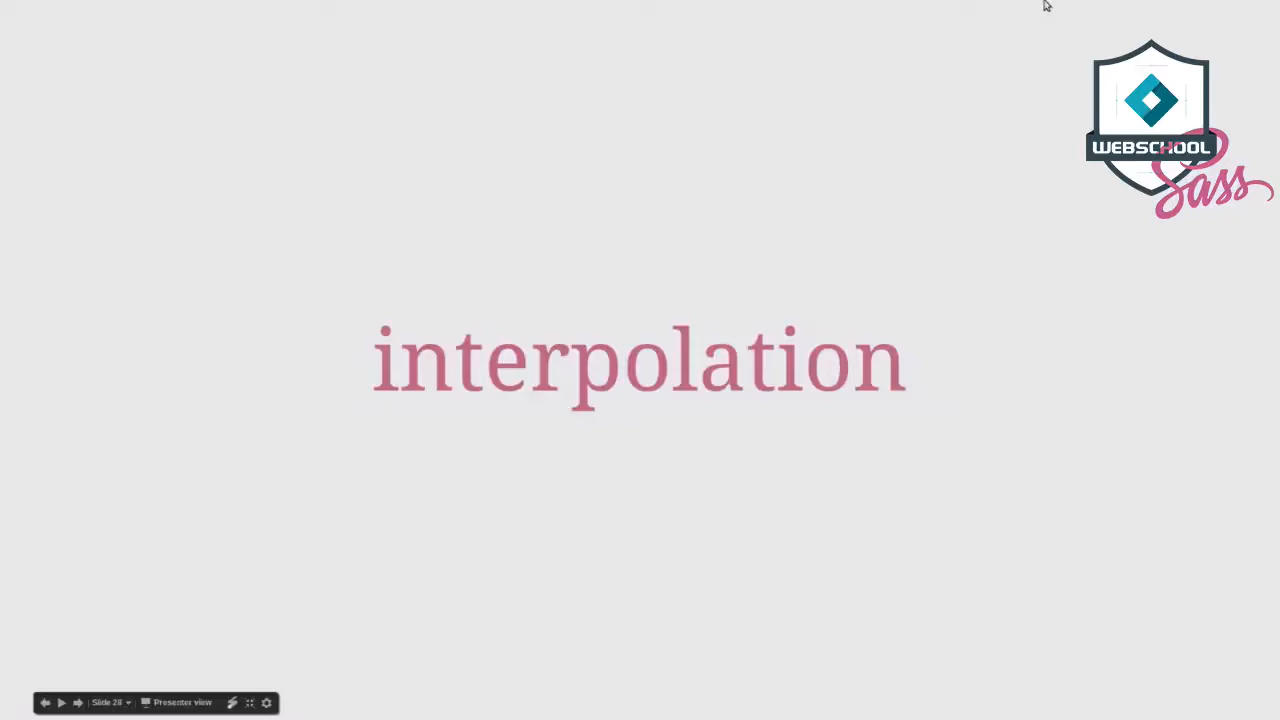 WEBSCHOOL
Sass
interpolation
Slide 28
Presenter view